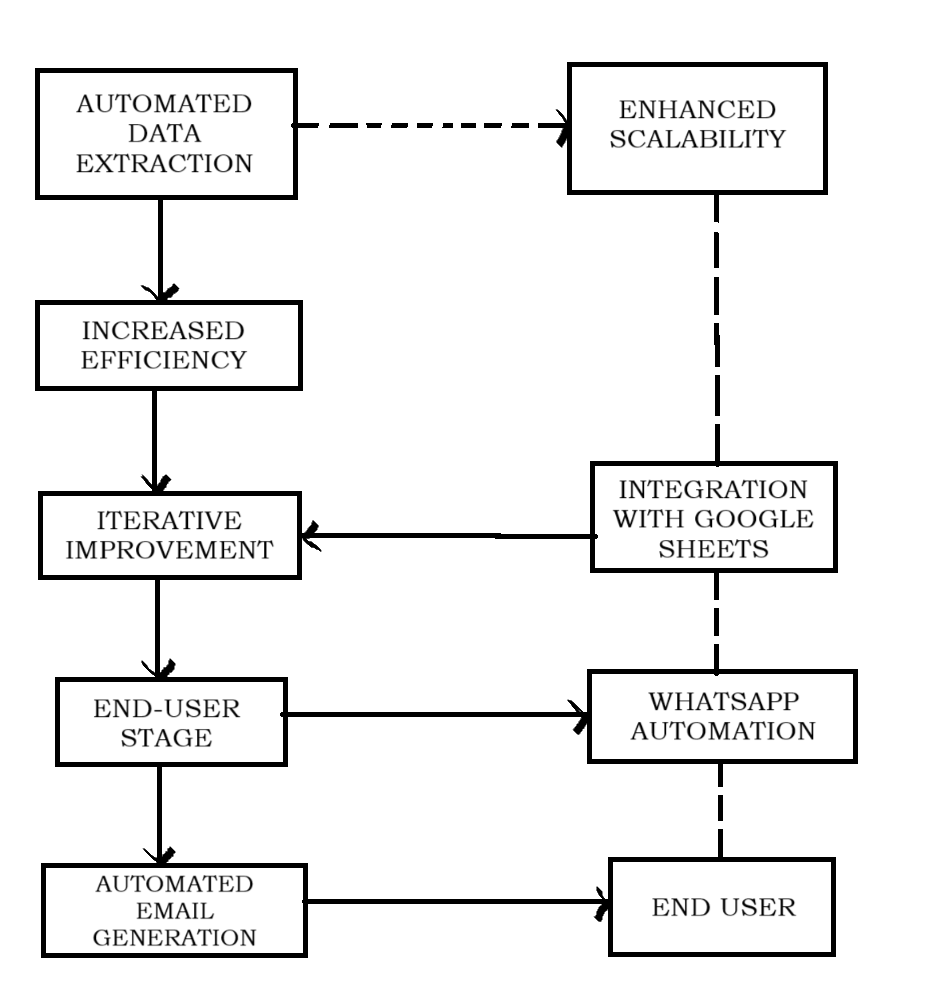 AUTOMATED
DATA
EXTRACTION
ENHANCED
SCALABILITY
INCREASED
EFFICIENCY
ITERATIVE
IMPROVEMENT
INTEGRATION
WITH GOOGLE
SHEETS
END-USER
STAGE
WHATSAPP
AUTOMATION
AUTOMATED
EMAIL
GENERATION
END USER